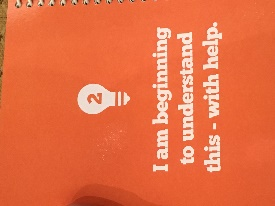 2
I am beginning
to understand
this - with help.